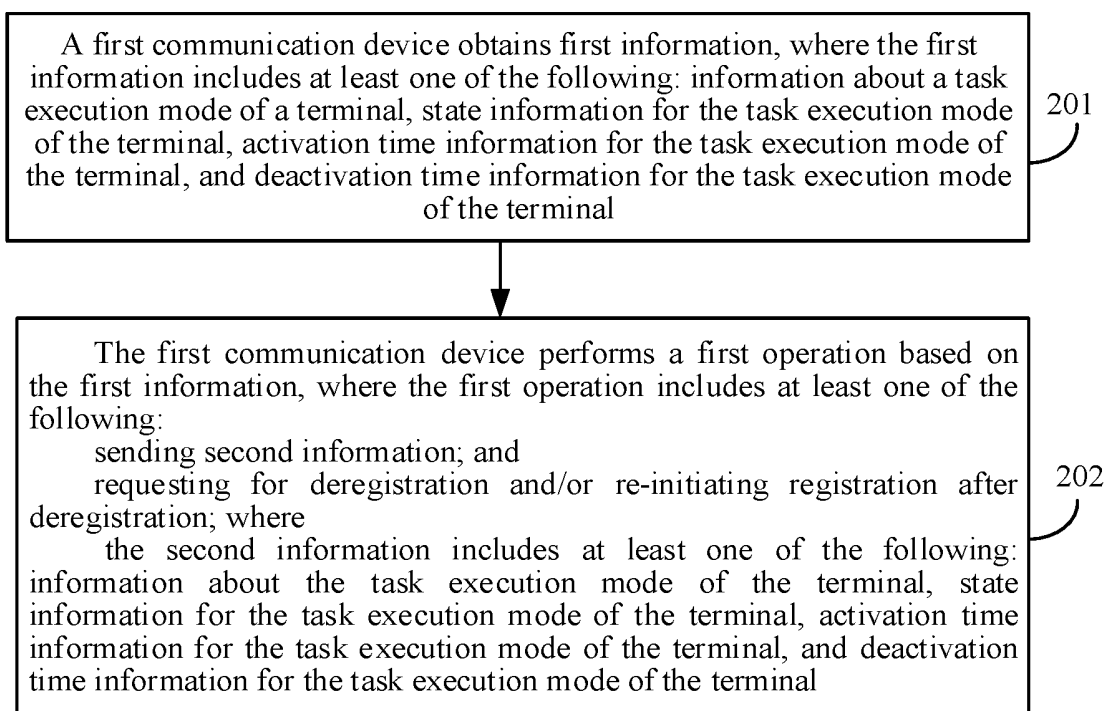 A first communication device obtains first information, where the first
information includes at least one of the following: information about a task
execution mode of a terminal, state information for the task execution mode
of the terminal, activation time information for the task execution mode of
the terminal, and deactivation time information for the task execution mode
of the terminal
201
The first communication device performs a first operation based on
the first information, where the first operation includes at least one of the
following:
sending second information; and
requesting for deregistration and/or re-initiating registration after
deregistration; where
the second information includes at least one of the following:
information about the task execution mode of the terminal, state
information for the task execution mode of the terminal, activation time
information for the task execution mode of the terminal, and deactivation
time information for the task execution mode of the terminal
202